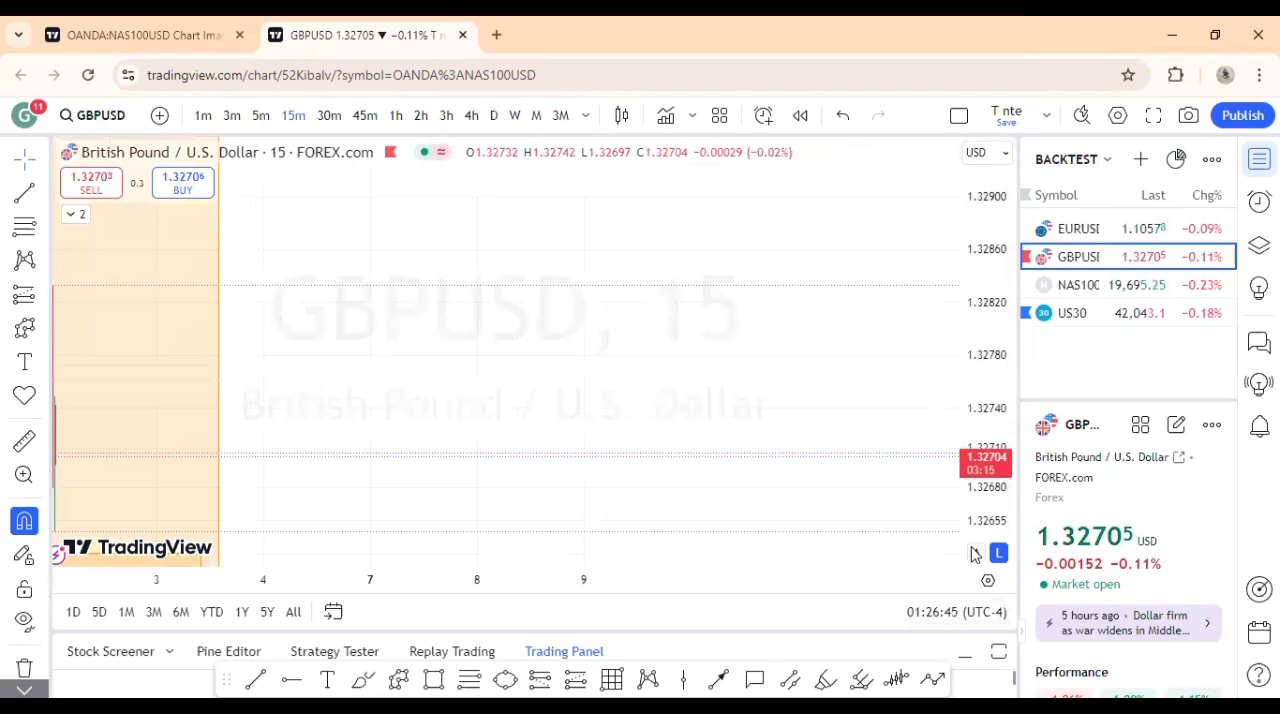 OANDA:NAS100USD Chart Ima
GBPUSD 1.32705 ▼ −0.11% T n
tradingview.com/chart/52Kibalv/?symbol=OANDA%3ANAS100USD
G 11 GBPUSD 1m 3m 5m 15m 30m 45m 1h 2h 3h 4h D W M 3M T nte Save Publish
British Pound / U.S. Dollar · 15 · FOREX.com O1.32732 H1.32742 L1.32697 C1.32704 −0.00029 (−0.02%) USD
1.32703 SELL 0.3 1.32706 BUY
2
1.32900
1.32860
1.32820
1.32780
1.32740
1.32710
1.32704
03:15
1.32680
1.32655
GBPUSD, 15
British Pound / U.S. Dollar
TradingView
L
3 4 7 8 9
1D 5D 1M 3M 6M YTD 1Y 5Y All 01:26:45 (UTC-4)
Stock Screener Pine Editor Strategy Tester Replay Trading Trading Panel
BACKTEST
Symbol Last Chg%
EURUSI 1.10578 −0.09%
GBPUSI 1.32705 −0.11%
NAS100 19,695.25 −0.23%
US30 42,043.1 −0.18%
30
GBP...
British Pound / U.S. Dollar
FOREX.com
Forex
1.32705 USD
−0.00152 −0.11%
Market open
5 hours ago · Dollar firm
as war widens in Middle...
Performance